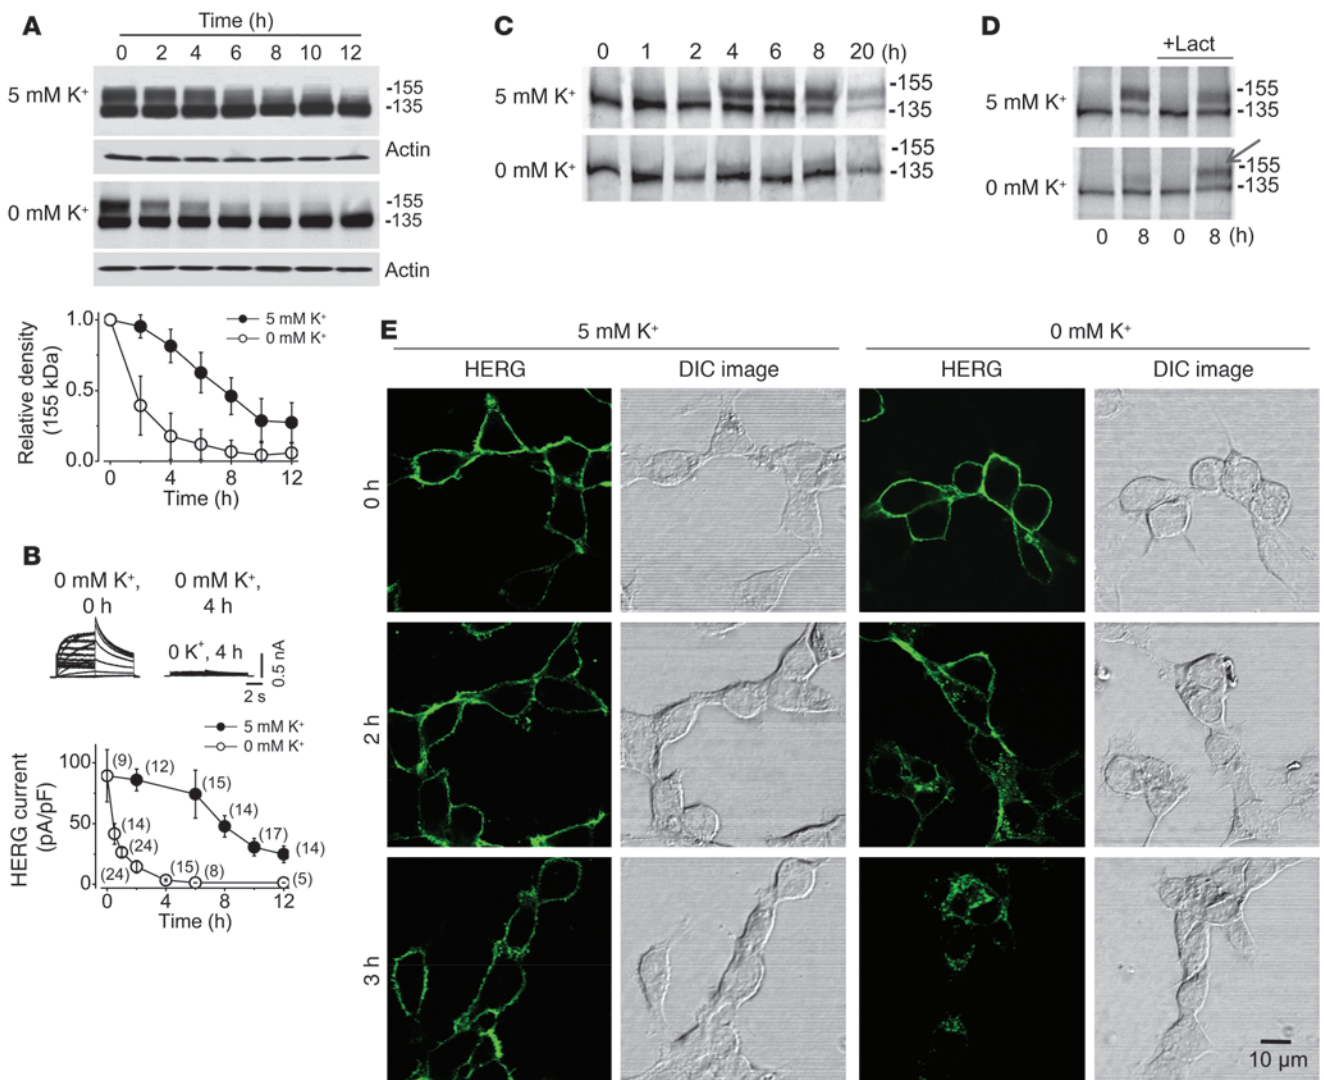 A
Time (h)
0 2 4 6 8 10 12
5 mM K⁺
-155
-135
Actin
0 mM K⁺
-155
-135
Actin
1.0
0.5
0.0
Relative density
(155 kDa)
5 mM K⁺
0 mM K⁺
0 4 8 12
Time (h)
B
0 mM K⁺,
0 h
0 mM K⁺,
4 h
0 K⁺, 4 h
0.5 nA
2 s
5 mM K⁺
0 mM K⁺
HERG current
(pA/pF)
100
50
0
(9) (12)
(15)
(14)
(14)
(17)
(24)
(14)
(24)
(15)
(8)
(5)
0 2 4 6 8 10 12
Time (h)
C
0 1 2 4 6 8 20 (h)
5 mM K⁺
-155
-135
0 mM K⁺
-155
-135
D
+Lact
5 mM K⁺
-155
-135
0 mM K⁺
-155
-135
0 8 0 8 (h)
E
5 mM K⁺
0 mM K⁺
HERG
DIC image
HERG
DIC image
0 h
2 h
3 h
10 µm